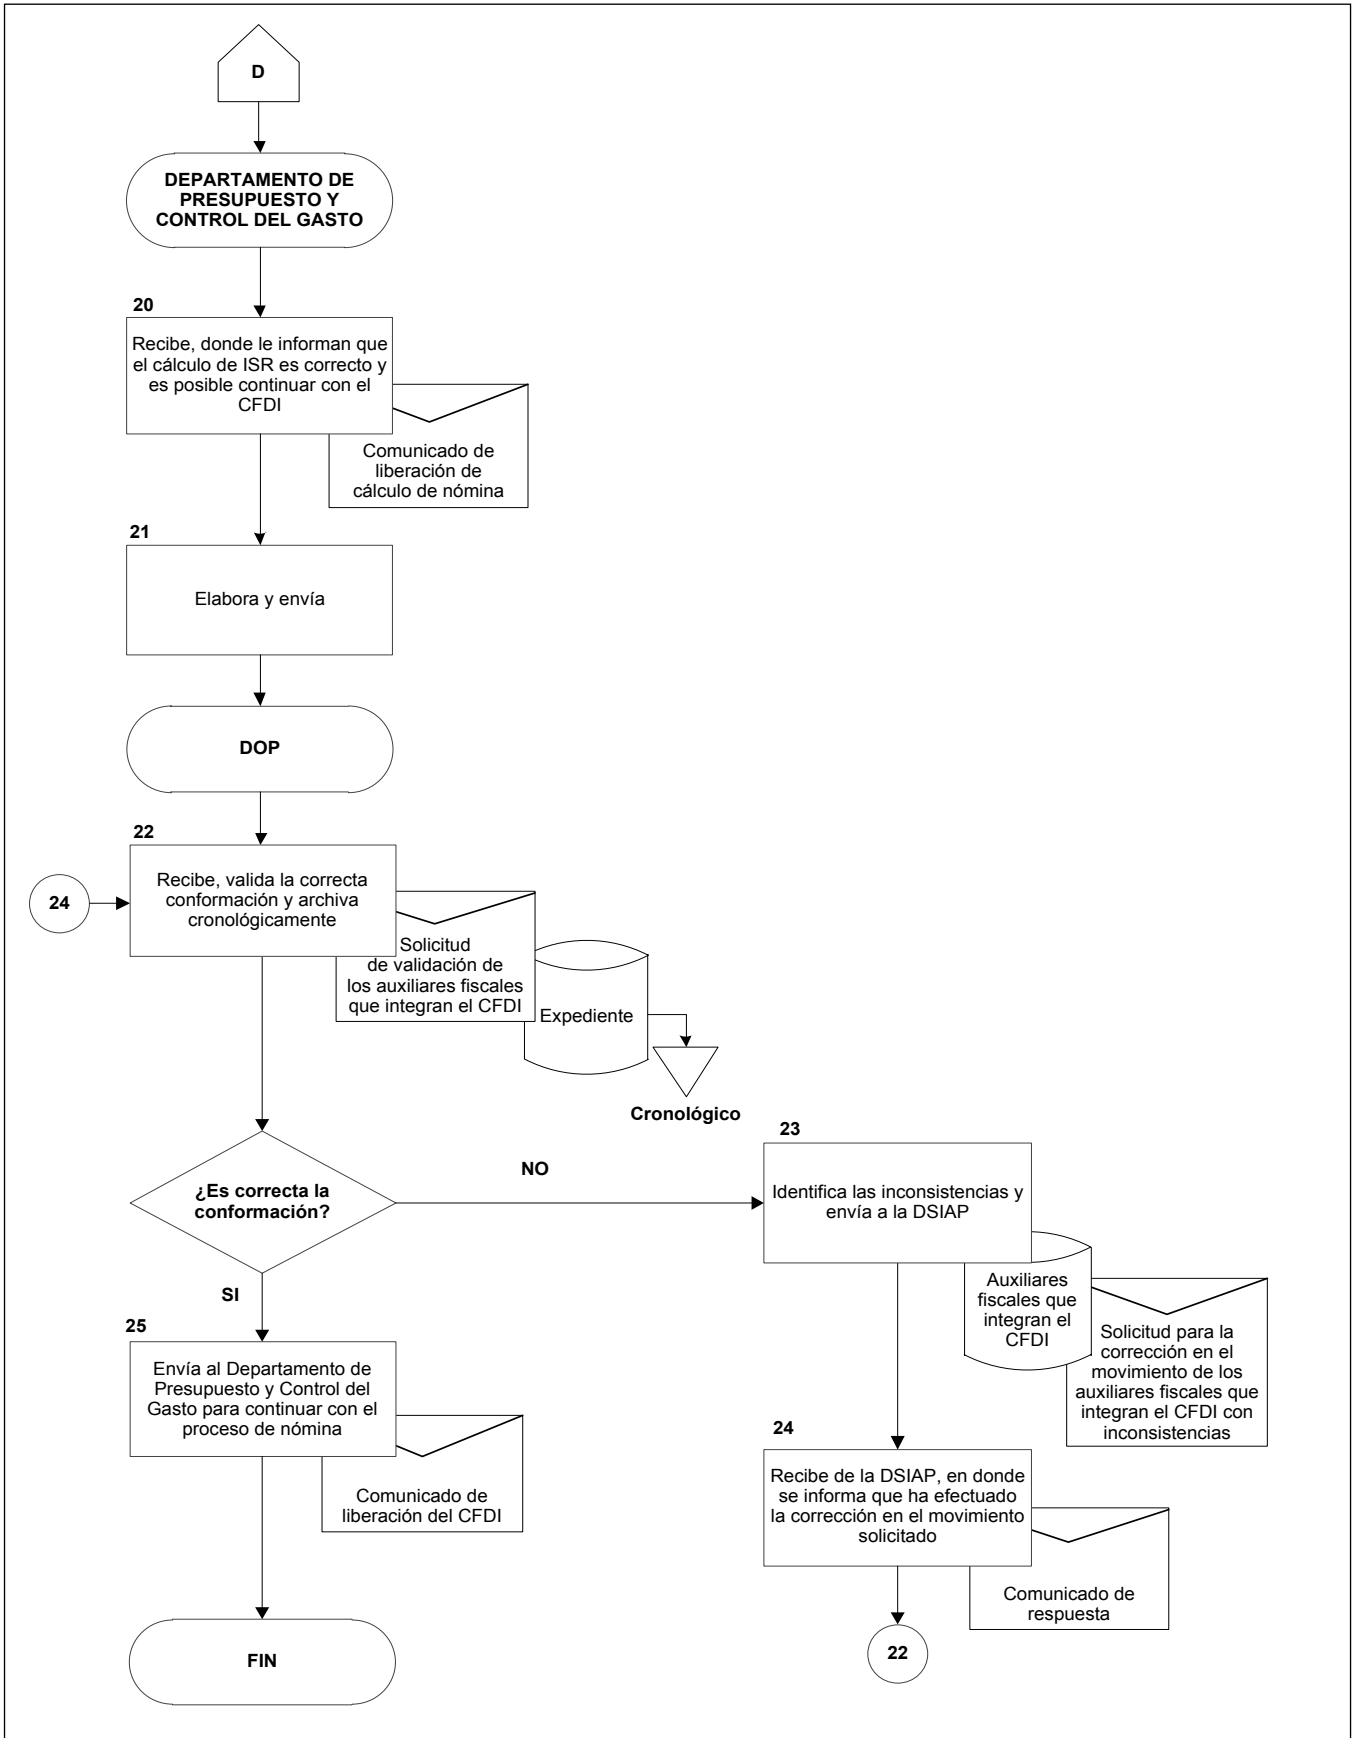 D
DEPARTAMENTO DE
PRESUPUESTO Y
CONTROL DEL GASTO
20
Recibe, donde le informan que
el cálculo de ISR es correcto y
es posible continuar con el
CFDI
Comunicado de
liberación de
cálculo de nómina
21
Elabora y envía
DOP
22
24
Recibe, valida la correcta
conformación y archiva
cronológicamente
Solicitud
de validación de
los auxiliares fiscales
que integran el CFDI
Expediente
Cronológico
¿Es correcta la
conformación?
NO
23
Identifica las inconsistencias y
envía a la DSIAP
Auxiliares
fiscales que
integran el
CFDI
Solicitud para la
corrección en el
movimiento de los
auxiliares fiscales que
integran el CFDI con
inconsistencias
SI
25
Envía al Departamento de
Presupuesto y Control del
Gasto para continuar con el
proceso de nómina
Comunicado de
liberación del CFDI
24
Recibe de la DSIAP, en donde
se informa que ha efectuado
la corrección en el movimiento
solicitado
Comunicado de
respuesta
22
FIN